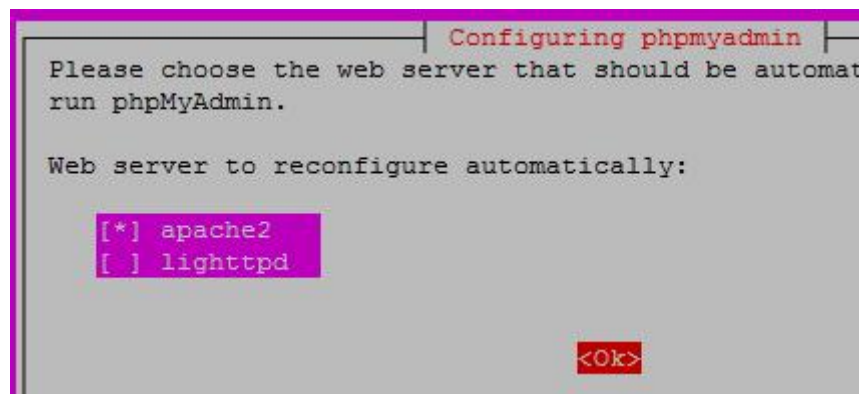 Configuring phpmyadmin
Please choose the web server that should be automat
run phpMyAdmin.
Web server to reconfigure automatically:
[*] apache2
[ ] lighttpd
<Ok>